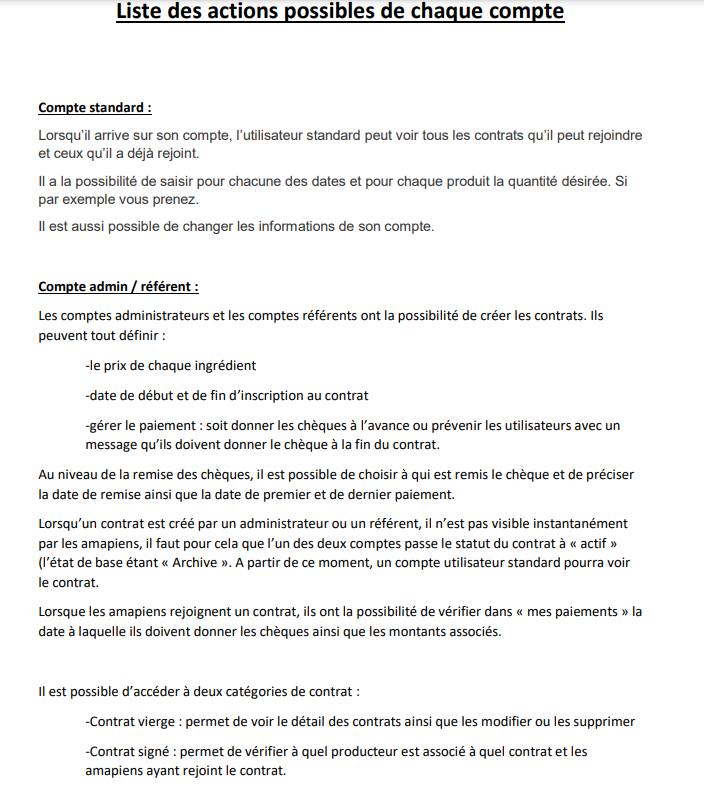 Liste des actions possibles de chaque compte
Compte standard :
Lorsqu'il arrive sur son compte, l'utilisateur standard peut voir tous les contrats qu'il peut rejoindre
et ceux qu'il a déjà rejoint.
Il a la possibilité de saisir pour chacune des dates et pour chaque produit la quantité désirée. Si
par exemple vous prenez.
Il est aussi possible de changer les informations de son compte.
Compte admin / référent :
Les comptes administrateurs et les comptes référents ont la possibilité de créer les contrats. Ils
peuvent tout définir :
-le prix de chaque ingrédient
-date de début et de fin d'inscription au contrat
-gérer le paiement : soit donner les chèques à l'avance ou prévenir les utilisateurs avec un
message qu'ils doivent donner le chèque à la fin du contrat.
Au niveau de la remise des chèques, il est possible de choisir à qui est remis le chèque et de préciser
la date de remise ainsi que la date de premier et de dernier paiement.
Lorsqu'un contrat est créé par un administrateur ou un référent, il n'est pas visible instantanément
par les amapiens, il faut pour cela que l'un des deux comptes passe le statut du contrat à « actif »
(l'état de base étant « Archive ». A partir de ce moment, un compte utilisateur standard pourra voir
le contrat.
Lorsque les amapiens rejoignent un contrat, ils ont la possibilité de vérifier dans « mes paiements » la
date à laquelle ils doivent donner les chèques ainsi que les montants associés.
Il est possible d'accéder à deux catégories de contrat :
-Contrat vierge : permet de voir le détail des contrats ainsi que les modifier ou les supprimer
-Contrat signé : permet de vérifier à quel producteur est associé à quel contrat et les
amapiens ayant rejoint le contrat.